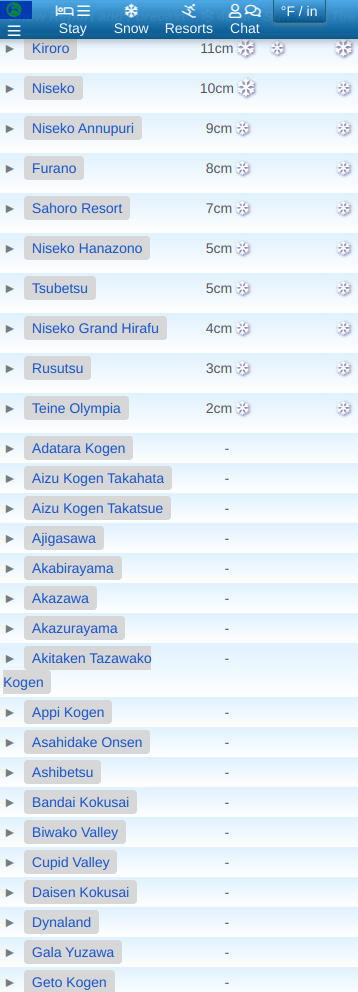 Stay Snow Resorts Chat °F / in
Kiroro 11cm
Niseko 10cm
Niseko Annupuri 9cm
Furano 8cm
Sahoro Resort 7cm
Niseko Hanazono 5cm
Tsubetsu 5cm
Niseko Grand Hirafu 4cm
Rusutsu 3cm
Teine Olympia 2cm
Adatara Kogen -
Aizu Kogen Takahata -
Aizu Kogen Takatsue -
Ajigasawa -
Akabirayama -
Akazawa -
Akazurayama -
Akitaken Tazawako -
Kogen
Appi Kogen -
Asahidake Onsen -
Ashibetsu -
Bandai Kokusai -
Biwako Valley -
Cupid Valley -
Daisen Kokusai -
Dynaland -
Gala Yuzawa -
Geto Kogen -